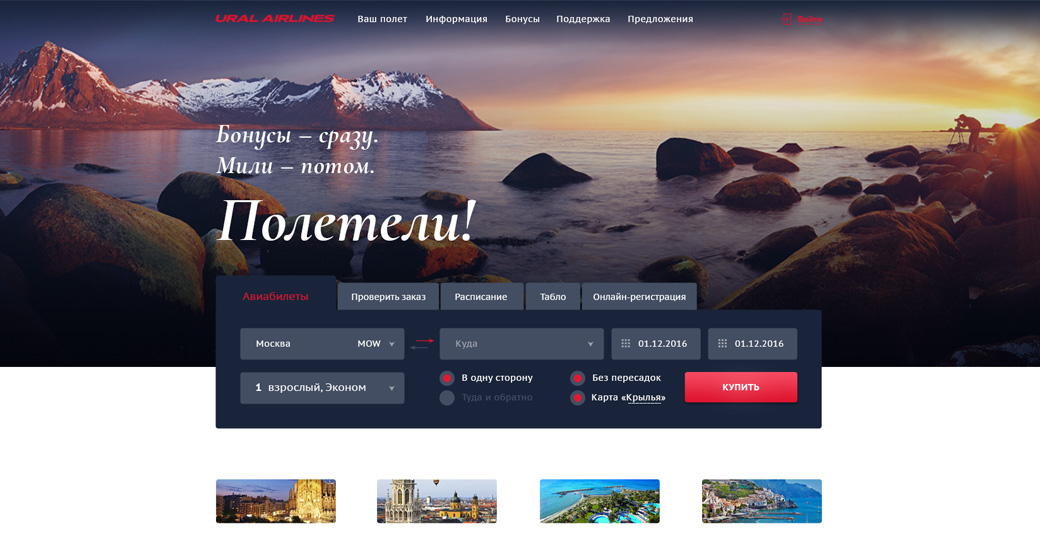 URAL AIRLINES Ваш полет Информация Бонусы Поддержка Предложения Войти
Бонусы – сразу.
Мили – потом.
Полетели!
Авиабилеты Проверить заказ Расписание Табло Онлайн-регистрация
Москва MOW Куда 01.12.2016 01.12.2016
1 взрослый, Эконом
В одну сторону Без пересадок
Туда и обратно Карта «Крылья»
КУПИТЬ